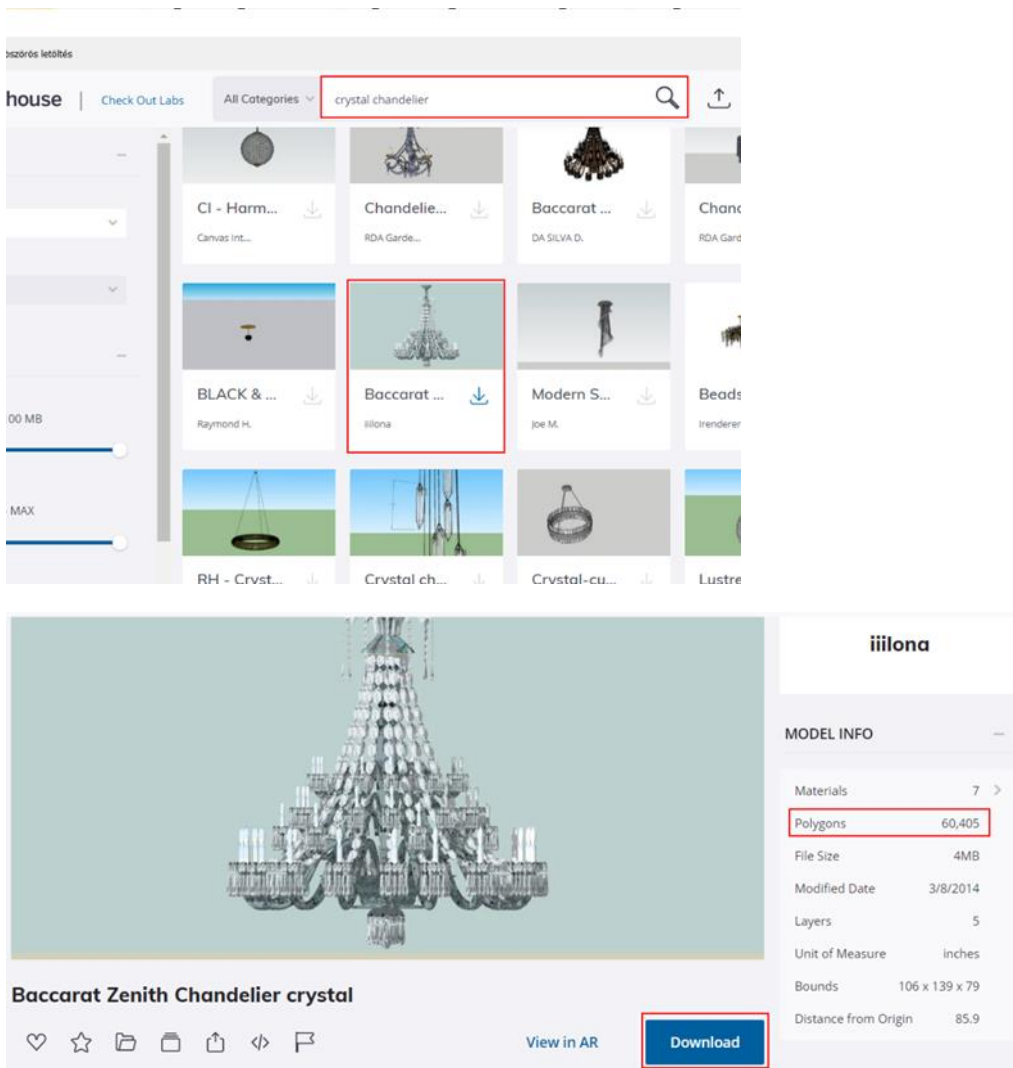 house | Check Out Labs All Categories crystal chandelier
CI - Harm... Chandelie... Baccarat ...
Canvas Int... RDA Garde... DA SILVA D. RDA Gard
BLACK & ... Baccarat ... Modern S... Beads
00 MB
Raymond H. iiilona Joe M. Irenderer
MAX
RH - Cryst... Crystal ch... Crystal-cu... Lustre
iiilona
MODEL INFO
Materials 7
Polygons 60,405
File Size 4MB
Modified Date 3/8/2014
Layers 5
Unit of Measure inches
Bounds 106 x 139 x 79
Distance from Origin 85.9
Baccarat Zenith Chandelier crystal
View in AR Download